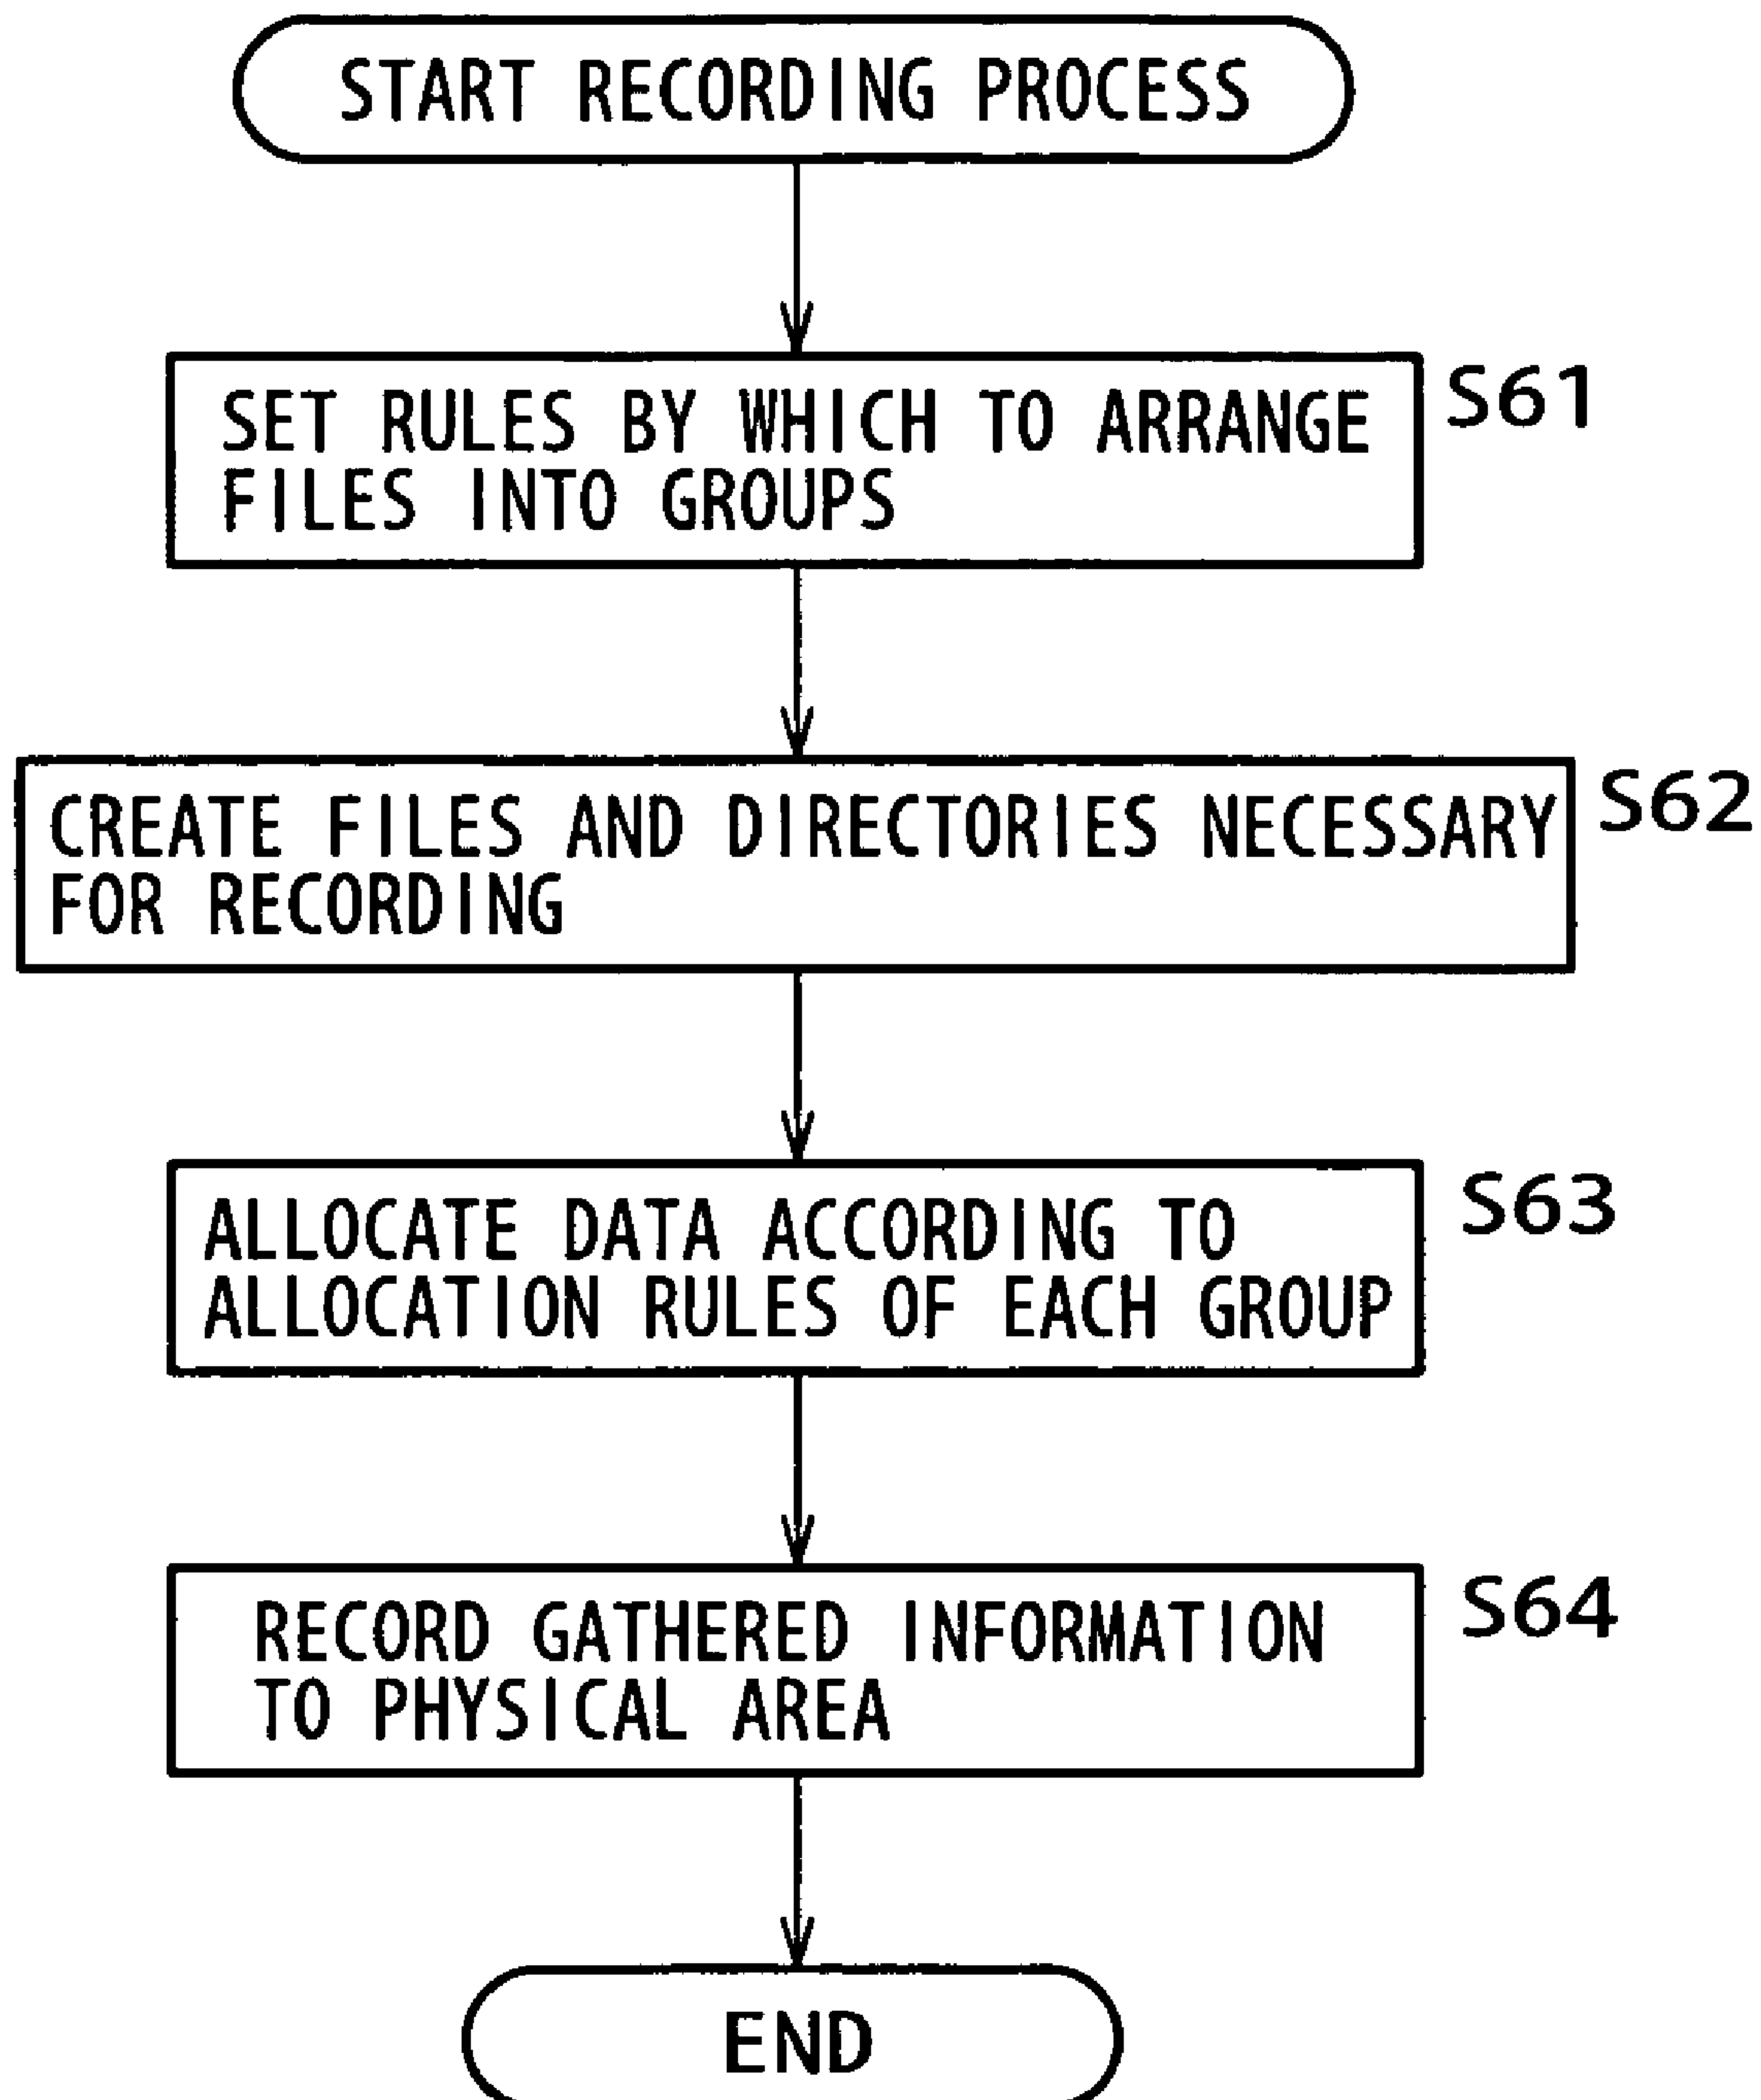 START RECORDING PROCESS
SET RULES BY WHICH TO ARRANGE
FILES INTO GROUPS
S61
CREATE FILES AND DIRECTORIES NECESSARY
FOR RECORDING
S62
ALLOCATE DATA ACCORDING TO
ALLOCATION RULES OF EACH GROUP
S63
RECORD GATHERED INFORMATION
TO PHYSICAL AREA
S64
END